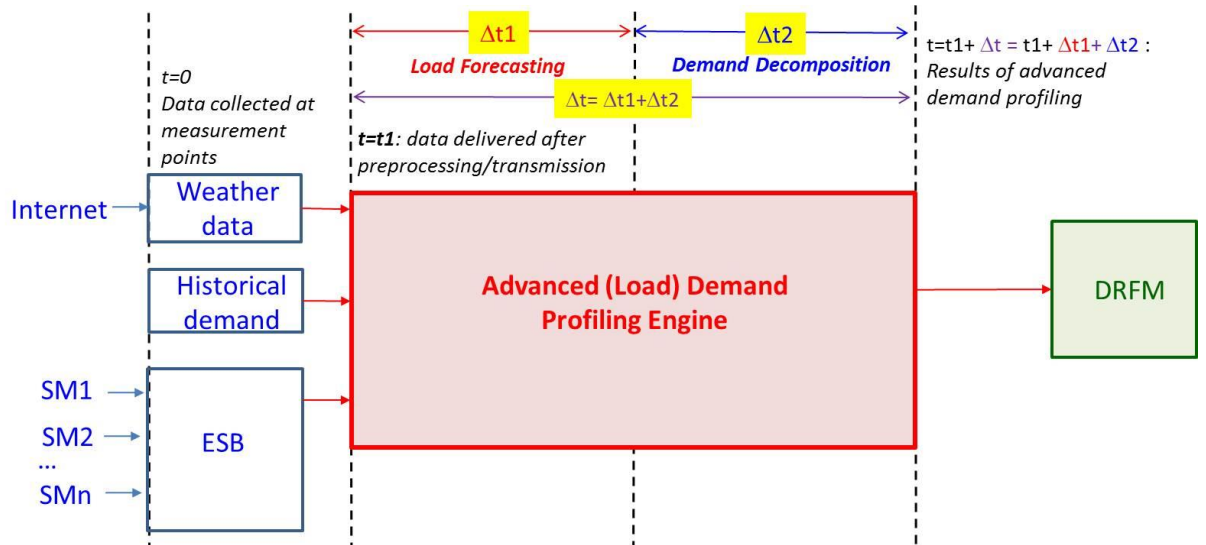 Δt1
Δt2
Load Forecasting
Demand Decomposition
Δt= Δt1+Δt2
t=0
Data collected at
measurement
points
t=t1: data delivered after
preprocessing/transmission
t=t1+ Δt = t1+ Δt1+ Δt2 :
Results of advanced
demand profiling
Internet
Weather
data
Historical
demand
SM1
SM2
...
SMn
ESB
Advanced (Load) Demand
Profiling Engine
DRFM